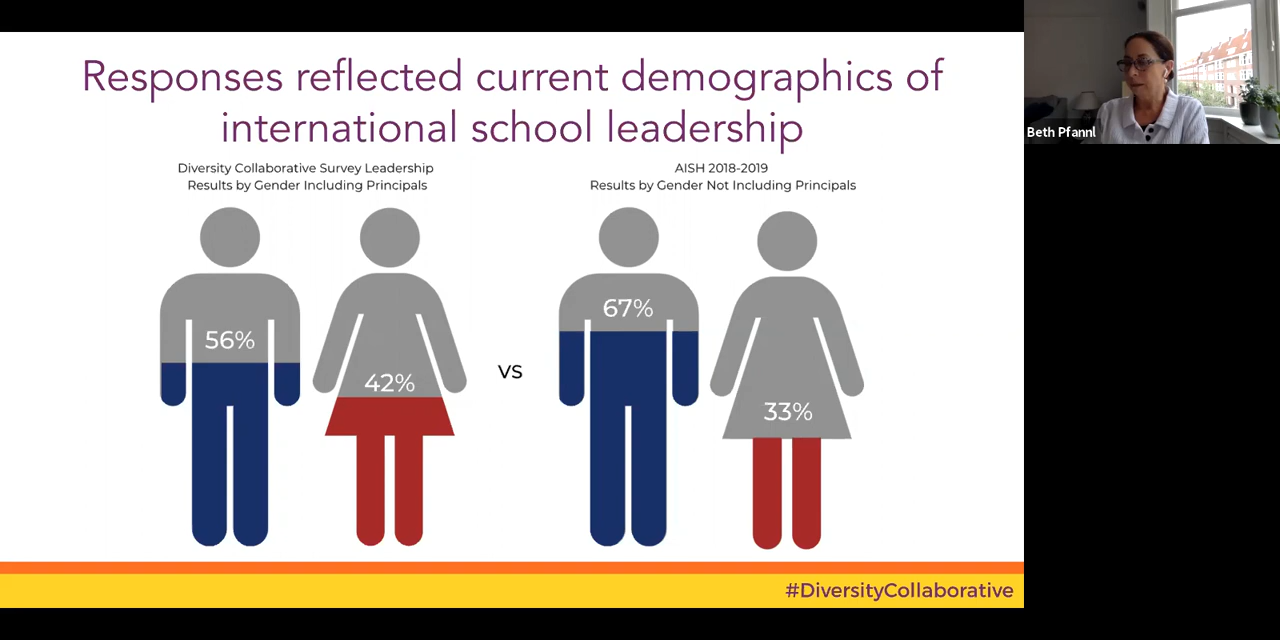 Responses reflected current demographics of
international school leadership
Diversity Collaborative Survey Leadership
Results by Gender Including Principals
AISH 2018-2019
Results by Gender Not Including Principals
56%
42%
vs
67%
33%
#DiversityCollaborative
Beth Pfannl